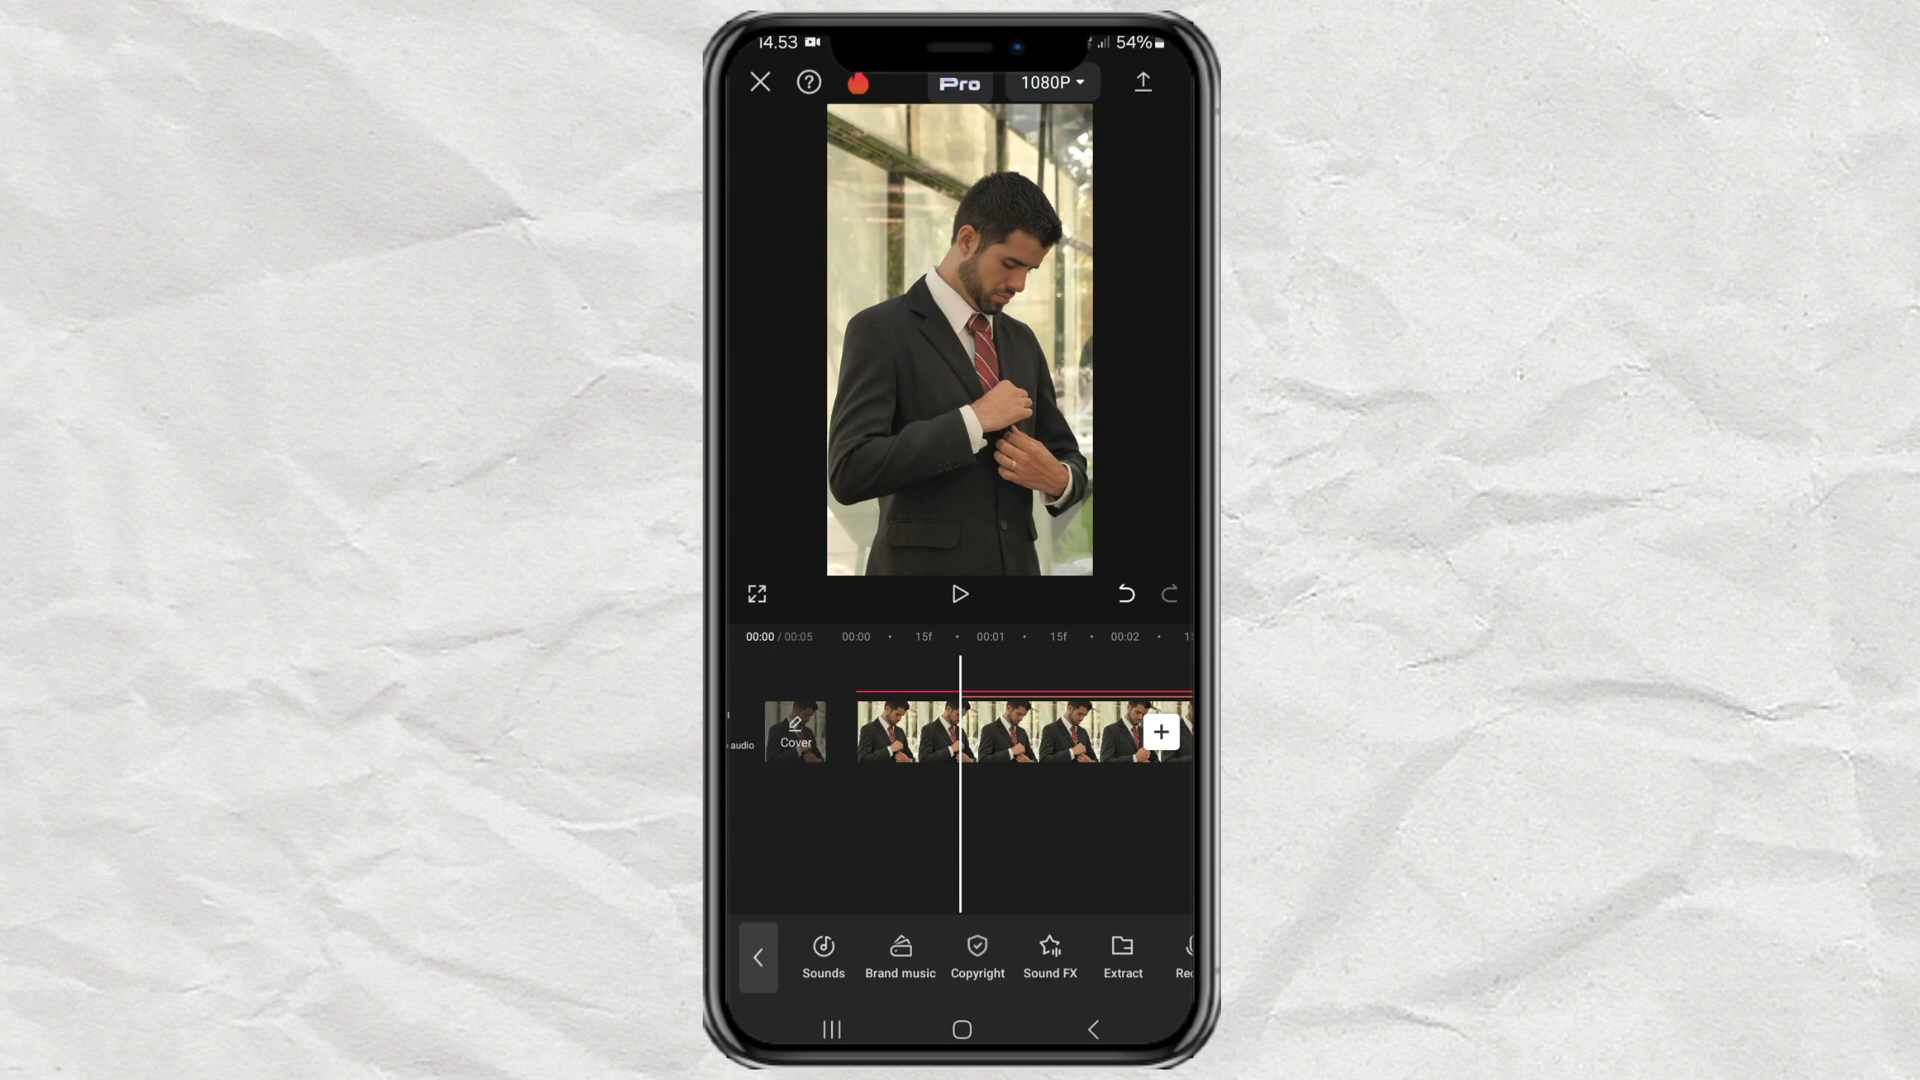 14.53 54%
Pro 1080P
00:00 / 00:05 00:00 15f 00:01 15f 00:02
audio
Cover
Sounds Brand music Copyright Sound FX Extract